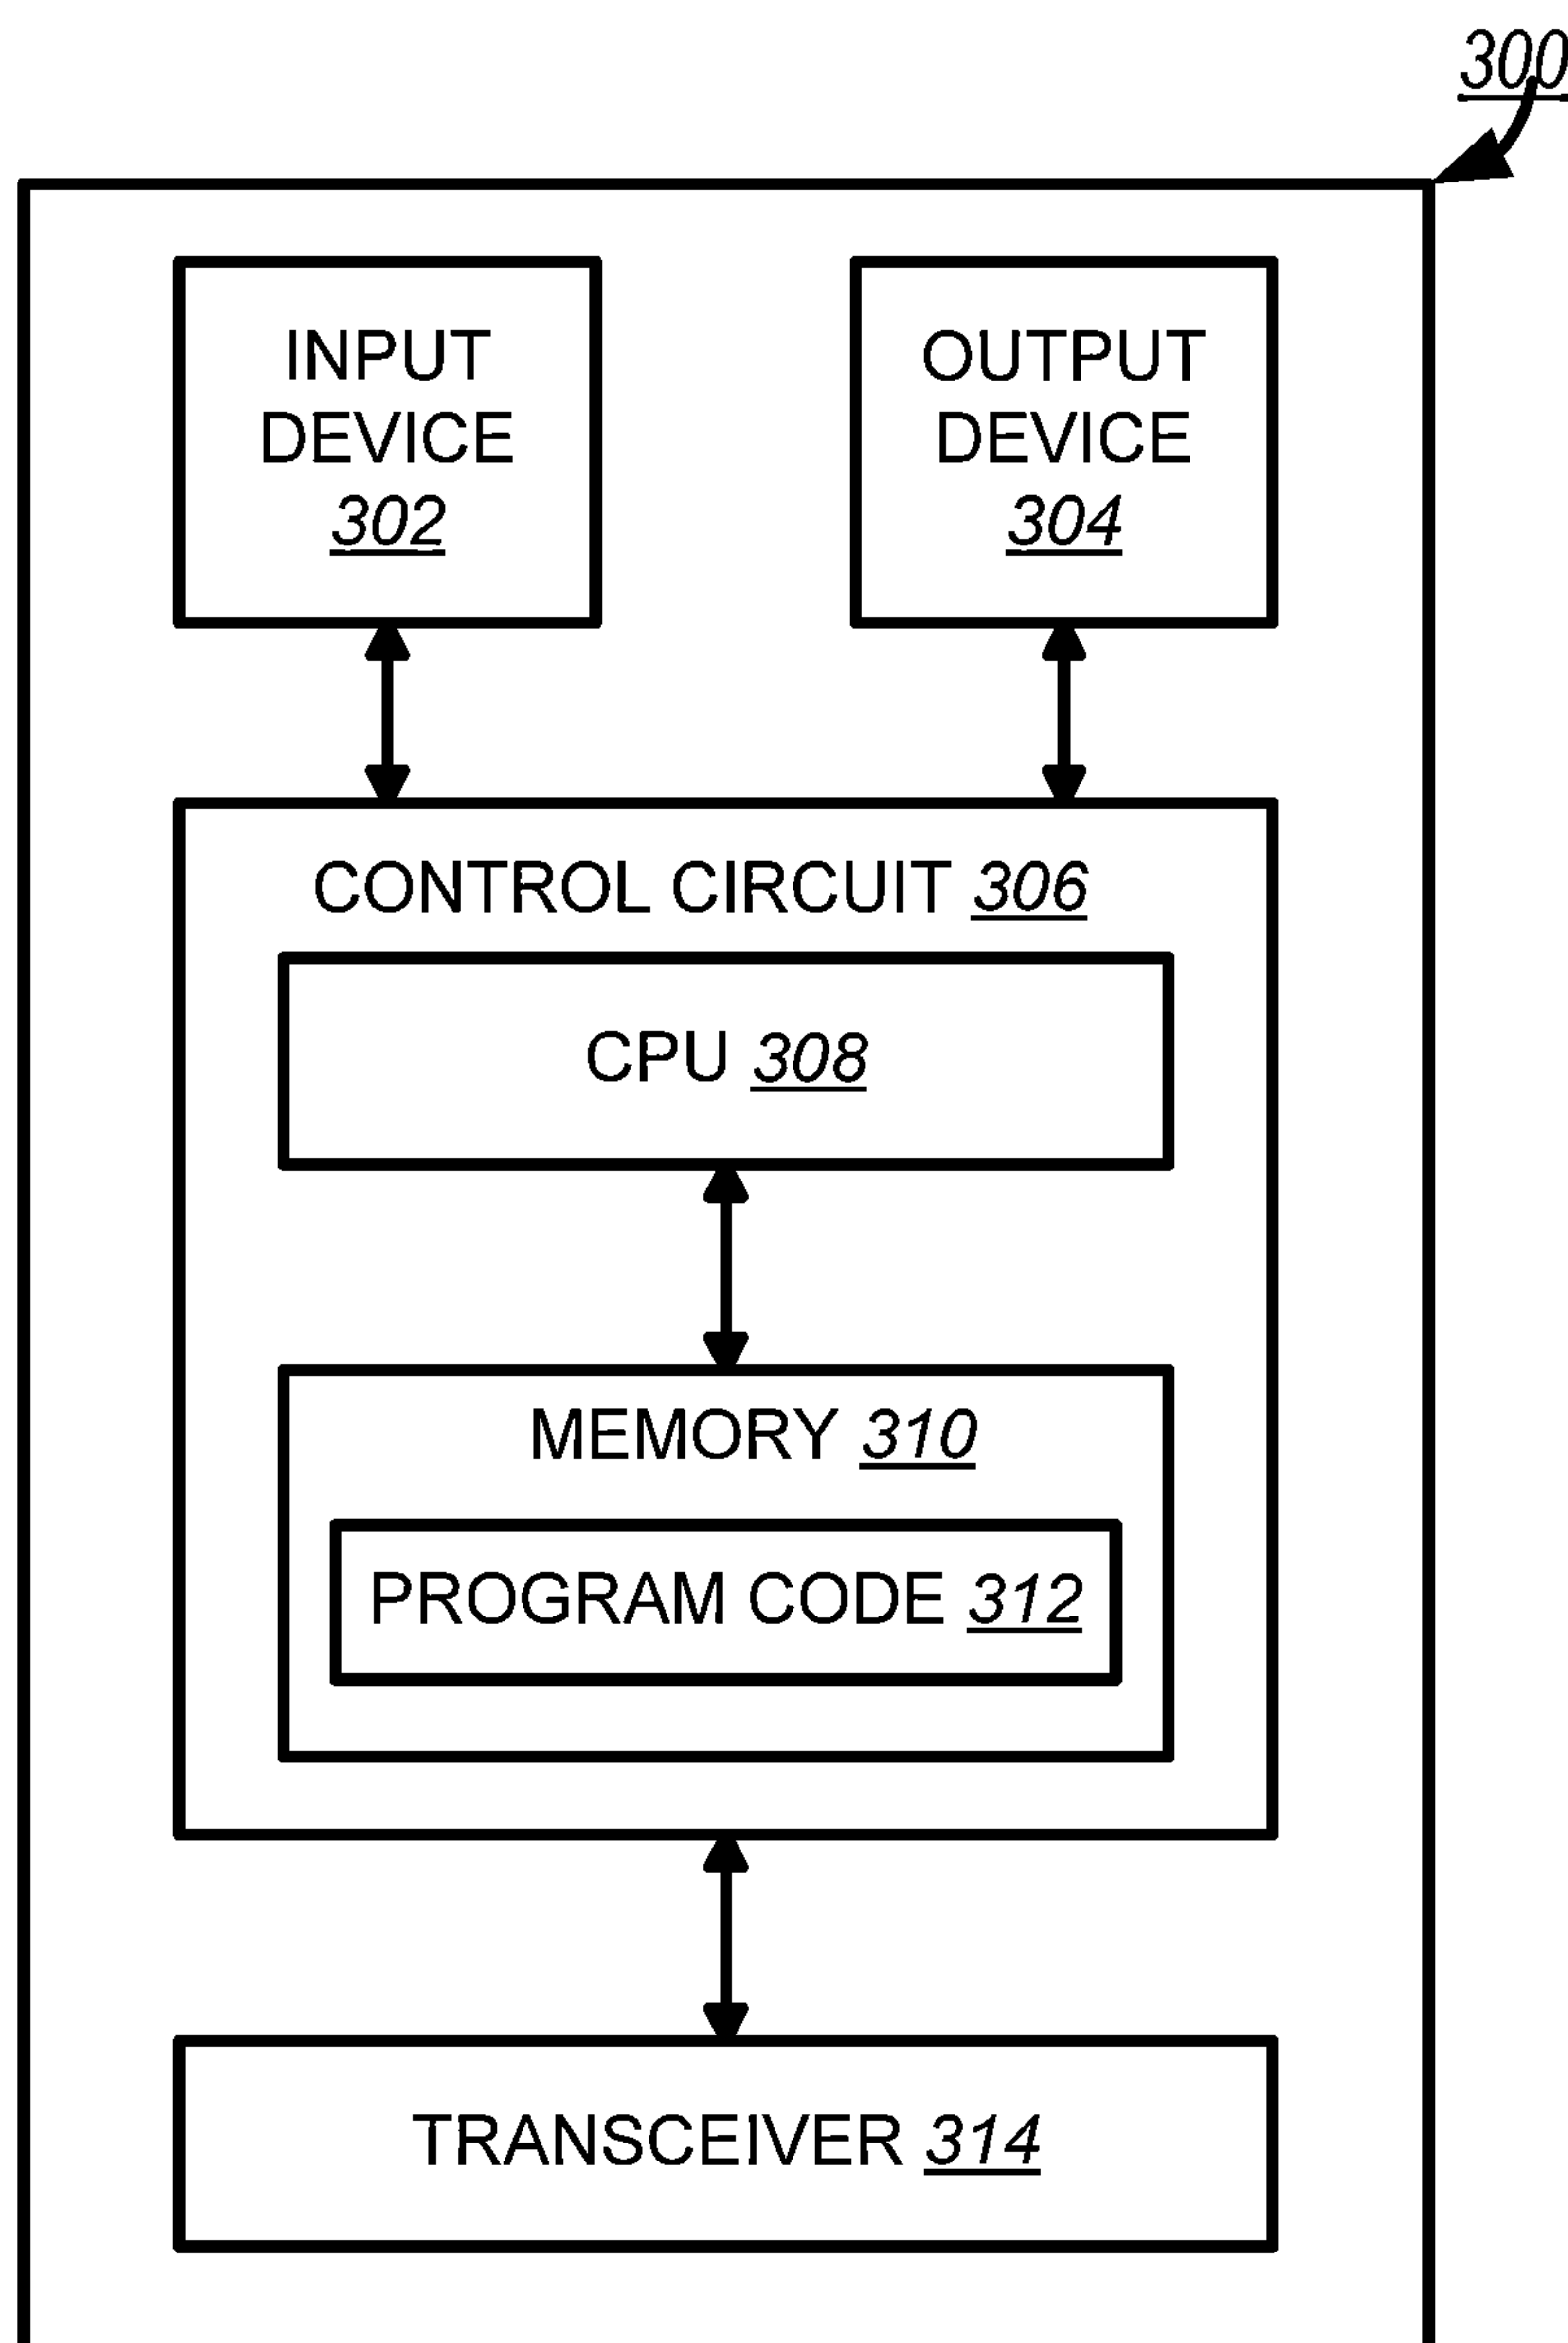 300
INPUT
DEVICE
302
OUTPUT
DEVICE
304
CONTROL CIRCUIT 306
CPU 308
MEMORY 310
PROGRAM CODE 312
TRANSCEIVER 314